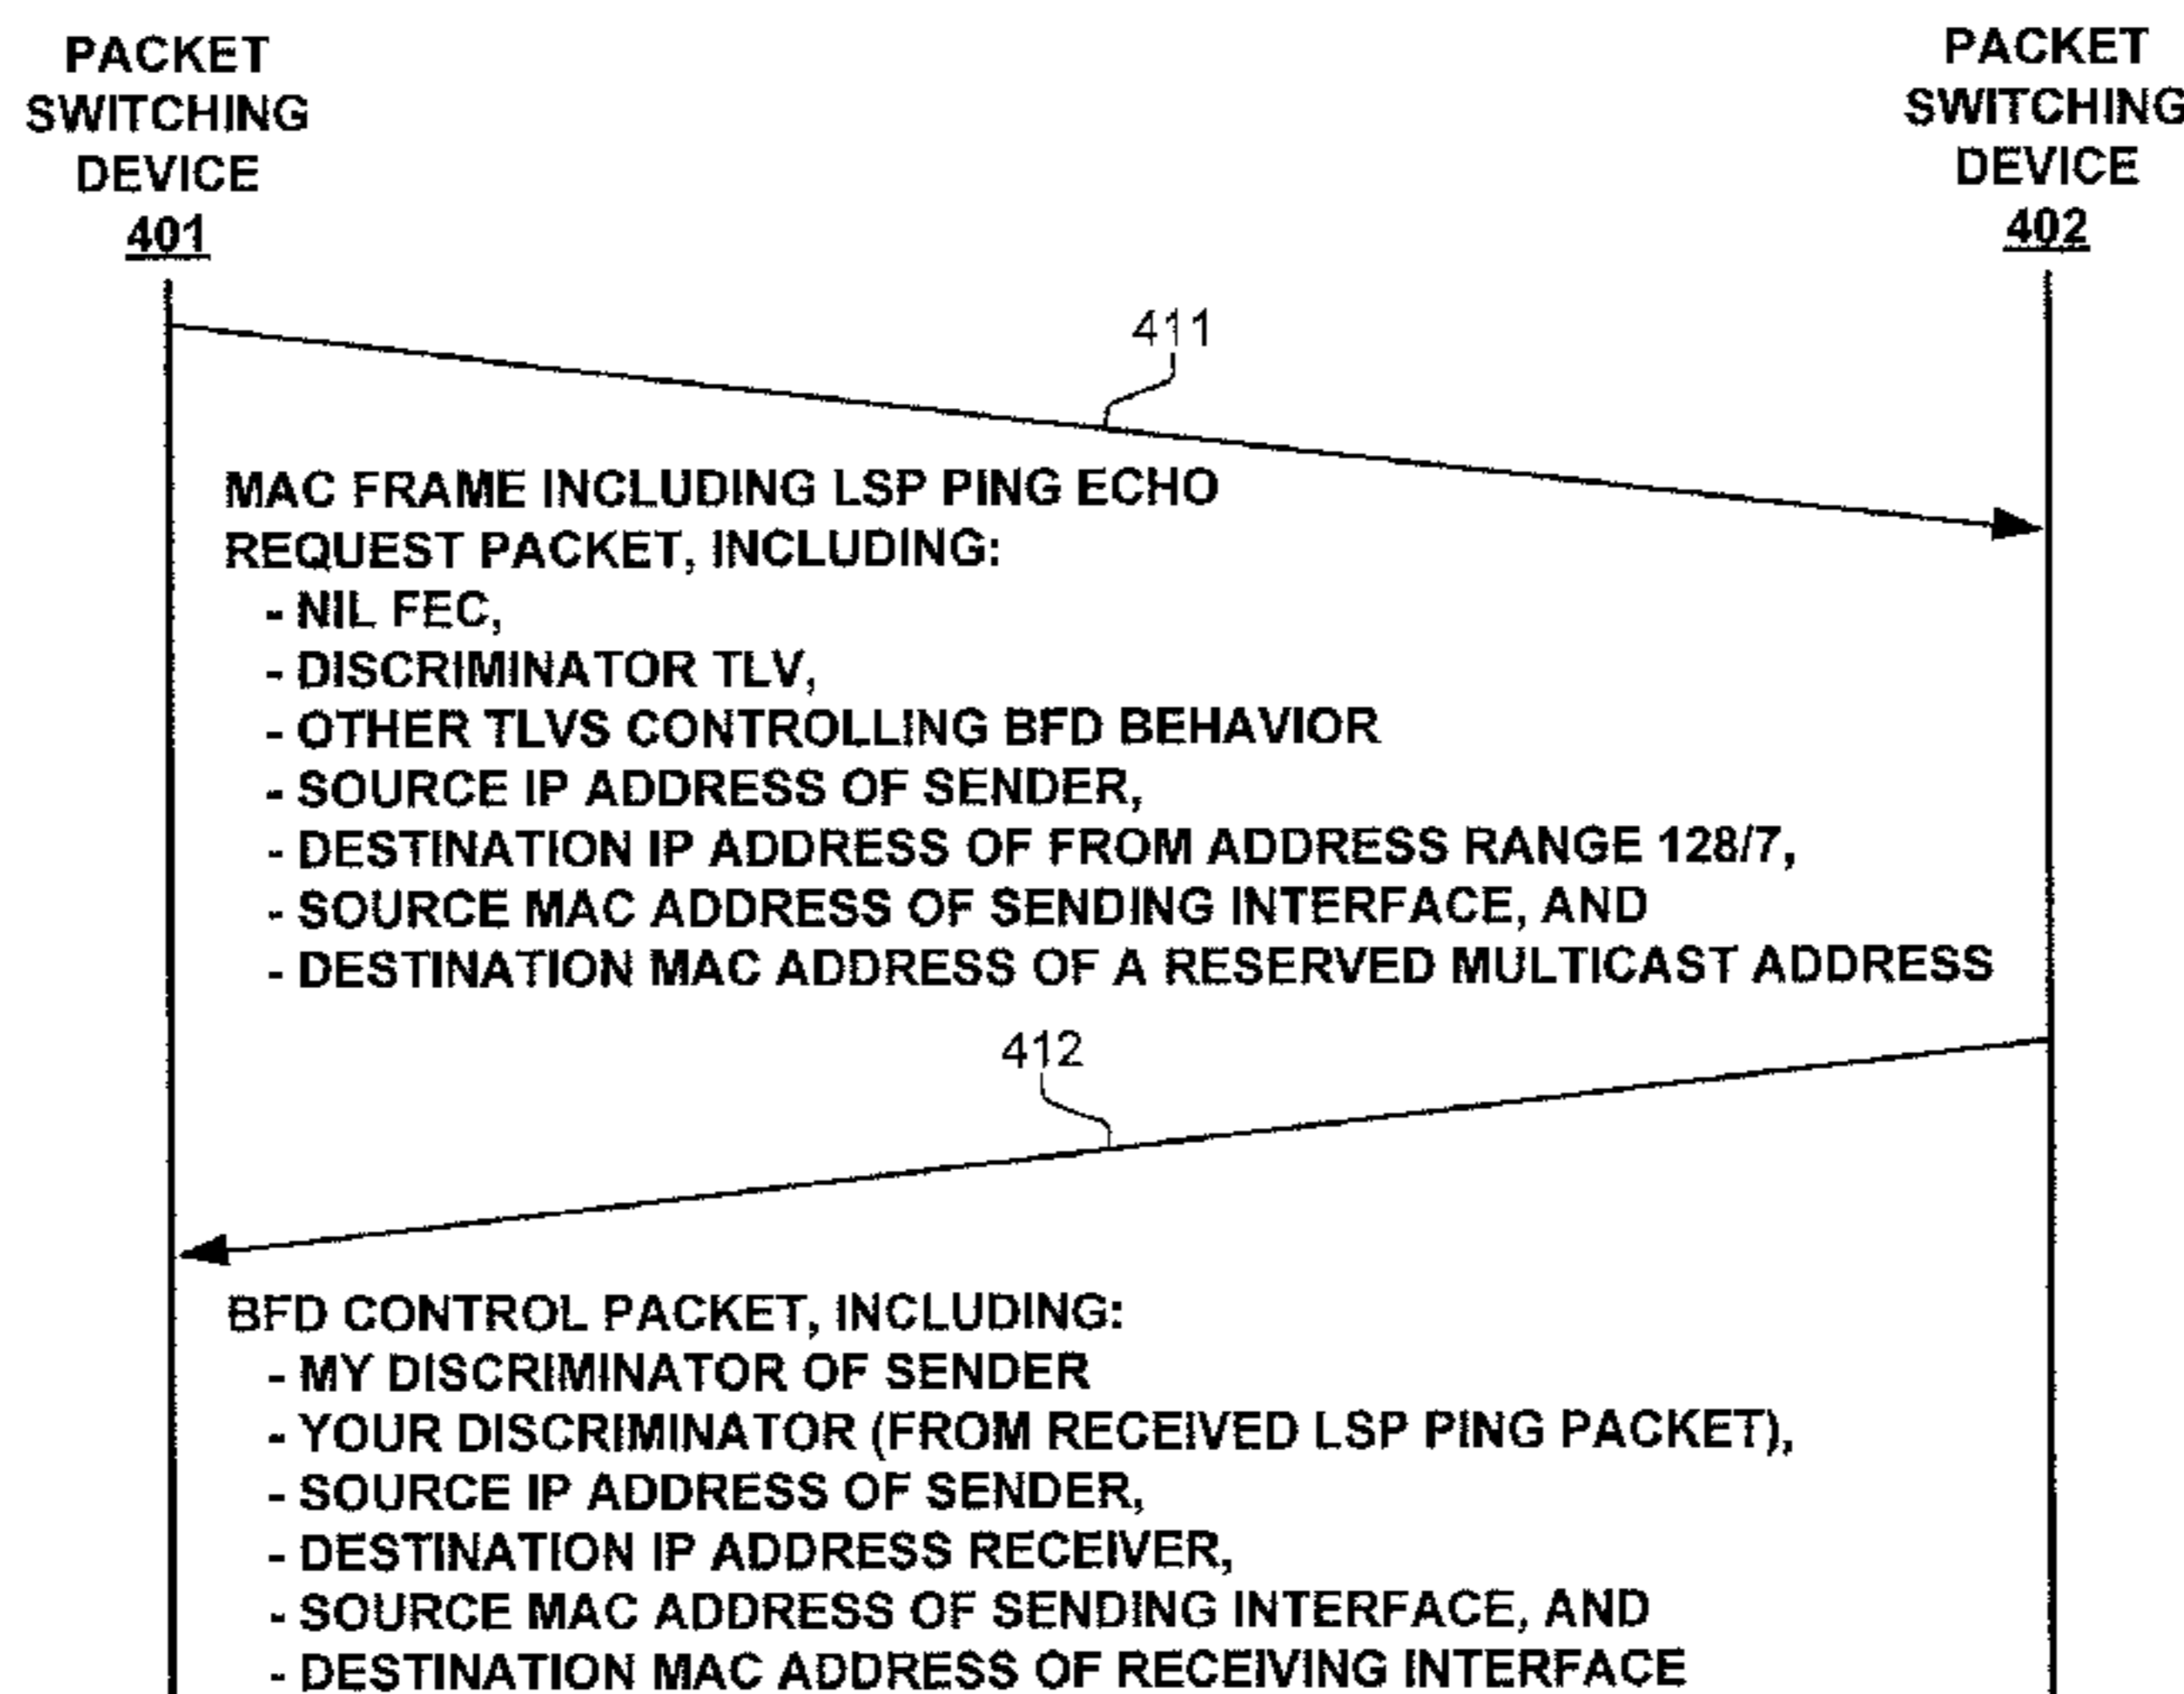 PACKET
SWITCHING
DEVICE
401
PACKET
SWITCHING
DEVICE
402
411
MAC FRAME INCLUDING LSP PING ECHO
REQUEST PACKET, INCLUDING:
- NIL FEC,
- DISCRIMINATOR TLV,
- OTHER TLVS CONTROLLING BFD BEHAVIOR
- SOURCE IP ADDRESS OF SENDER,
- DESTINATION IP ADDRESS OF FROM ADDRESS RANGE 128/7,
- SOURCE MAC ADDRESS OF SENDING INTERFACE, AND
- DESTINATION MAC ADDRESS OF A RESERVED MULTICAST ADDRESS
412
BFD CONTROL PACKET, INCLUDING:
- MY DISCRIMINATOR OF SENDER
- YOUR DISCRIMINATOR (FROM RECEIVED LSP PING PACKET),
- SOURCE IP ADDRESS OF SENDER,
- DESTINATION IP ADDRESS RECEIVER,
- SOURCE MAC ADDRESS OF SENDING INTERFACE, AND
- DESTINATION MAC ADDRESS OF RECEIVING INTERFACE